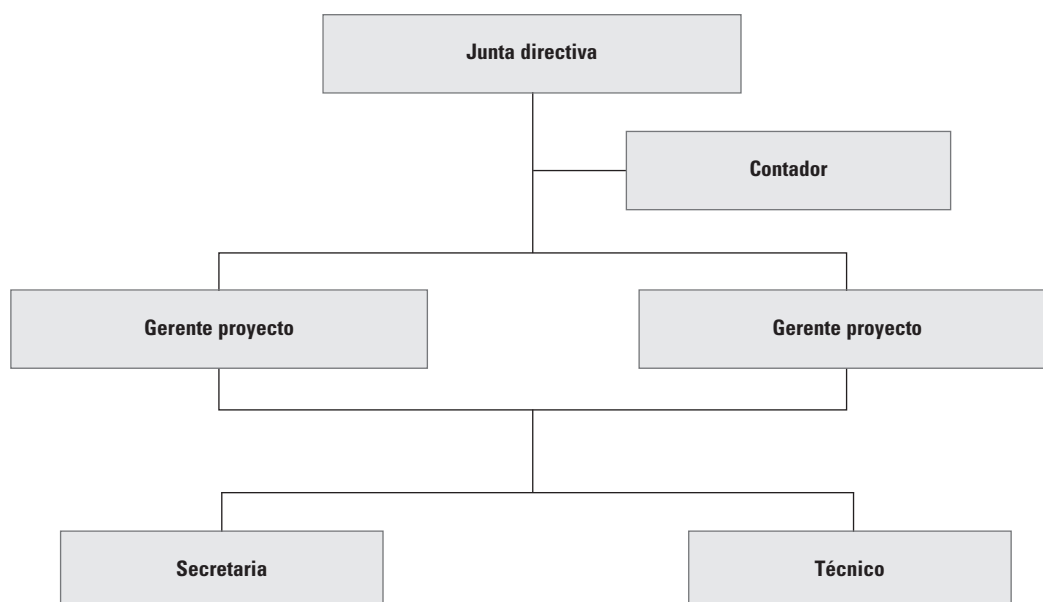 Junta directiva
Contador
Gerente proyecto
Gerente proyecto
Secretaria
Técnico